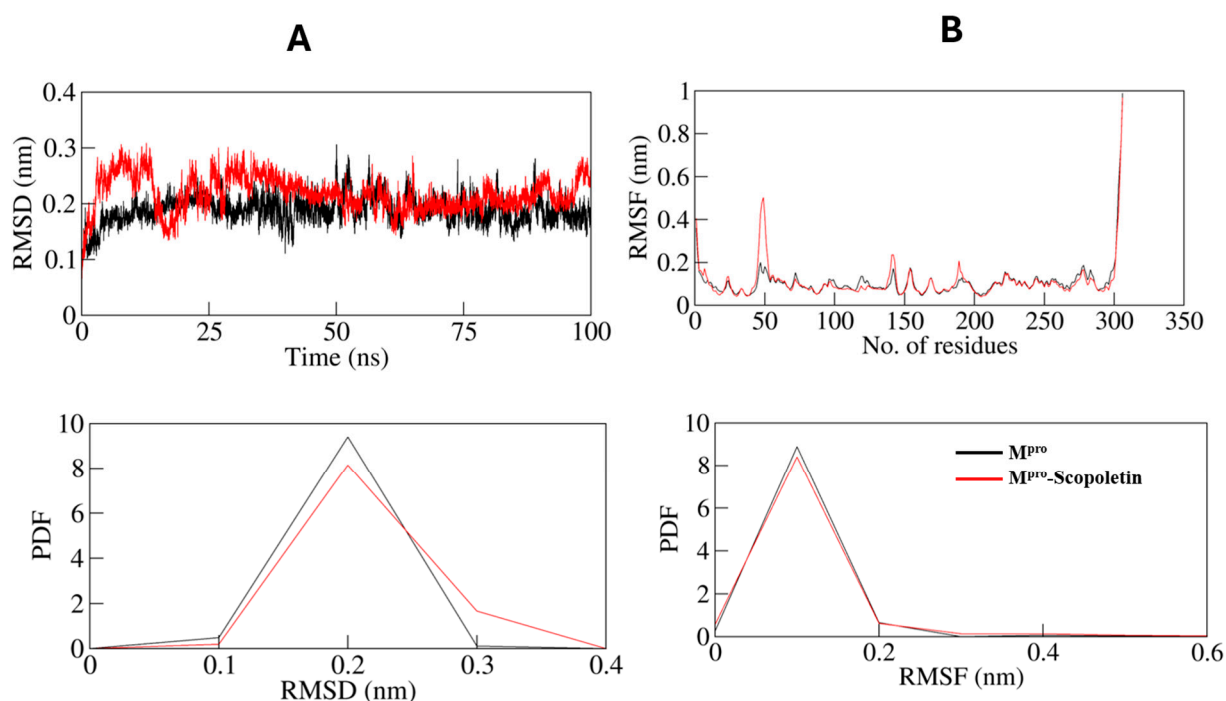 A
RMSD (nm)
0.4
0.3
0.2
0.1
0
0 25 50 75 100
Time (ns)
B
RMSF (nm)
1
0.8
0.6
0.4
0.2
0
0 50 100 150 200 250 300 350
No. of residues
PDF
10
8
6
4
2
0
0 0.1 0.2 0.3 0.4
RMSD (nm)
PDF
10
8
6
4
2
0
M^pro
M^pro-Scopoletin
0 0.2 0.4 0.6
RMSF (nm)